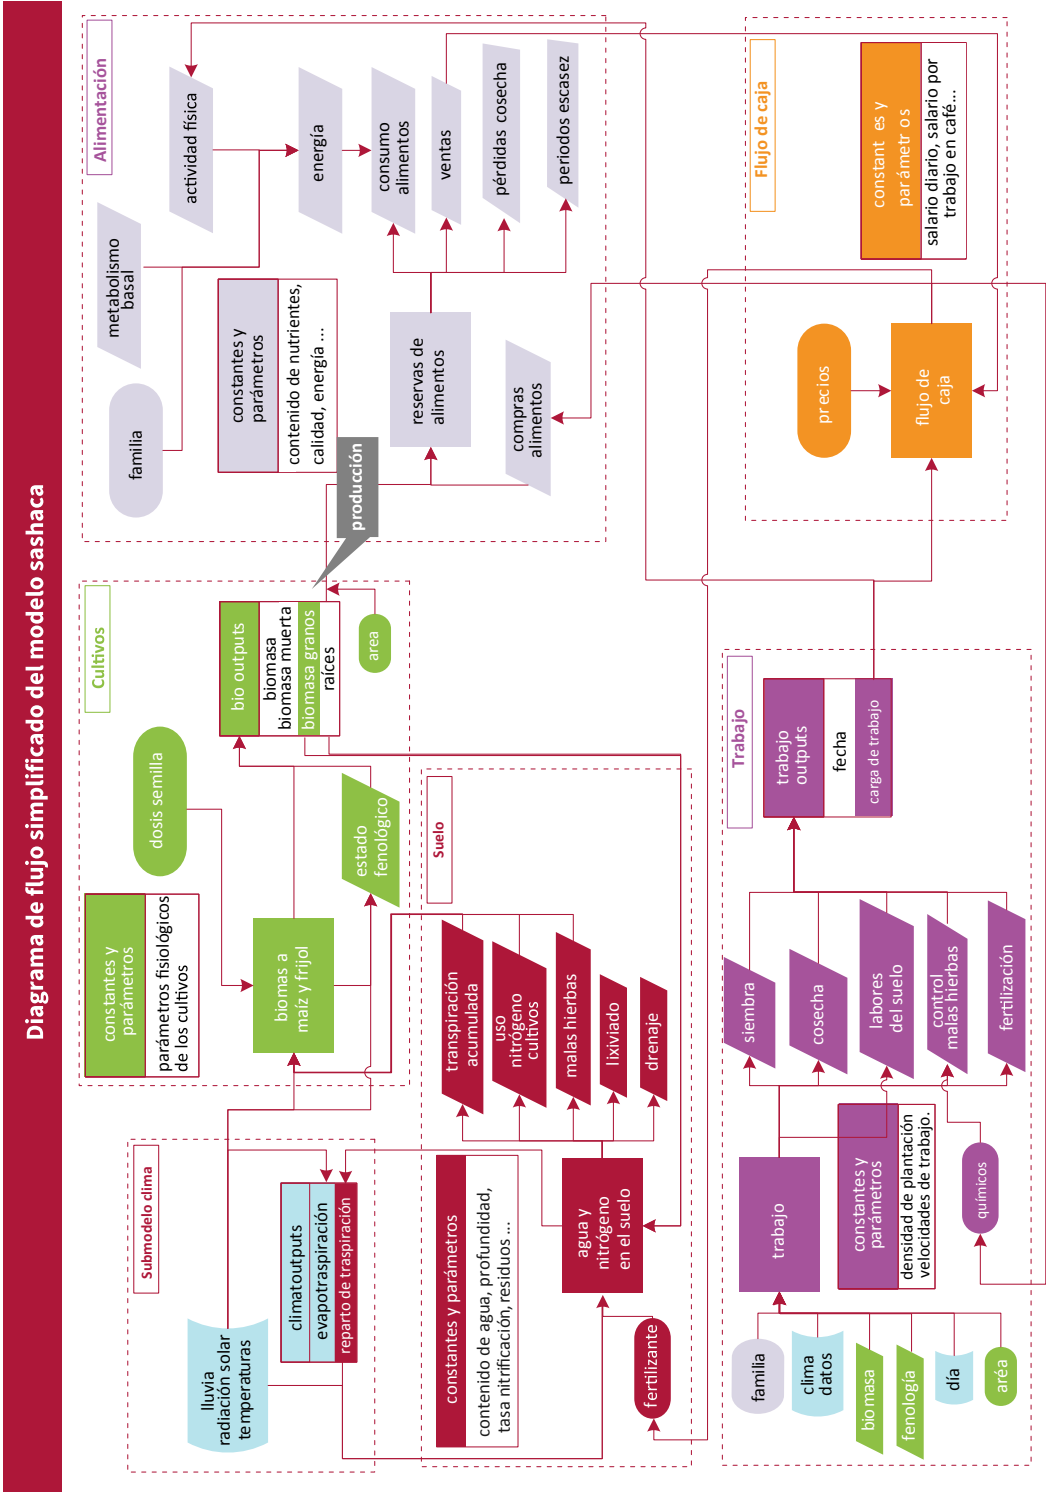 Diagrama de flujo simplificado del modelo sashaca
Submodelo clima
lluvia
radiación solar
temperaturas
climatoutputs
evapotraspiración
reparto de traspiración
Cultivos
constantes y
parámetros
parámetros fisiológicos
de los cultivos
dosis semilla
biomas a
maíz y frijol
estado
fenológico
bio outputs
biomasa
biomasa muerta
biomasa granos
raíces
area
producción
Alimentación
familia
metabolismo
basal
actividad física
energía
constantes y
parámetros
contenido de nutrientes,
calidad, energía ...
reservas de
alimentos
compras
alimentos
consumo
alimentos
ventas
pérdidas cosecha
periodos escasez
Suelo
constantes y parámetros
contenido de agua, profundidad,
tasa nitrificación, residuos ...
fertilizante
agua y
nitrógeno
en el suelo
transpiración
acumulada
uso
nitrógeno
cultivos
malas hierbas
lixiviado
drenaje
Trabajo
familia
clima
datos
bio masa
fenología
día
aréa
trabajo
constantes y
parámetros
densidad de plantación
velocidades de trabajo.
químicos
siembra
cosecha
labores
del suelo
control
malas hierbas
fertilización
trabajo
outputs
fecha
carga de trabajo
Flujo de caja
precios
flujo de
caja
constant es y
parámetr os
salario diario, salario por
trabajo en café...